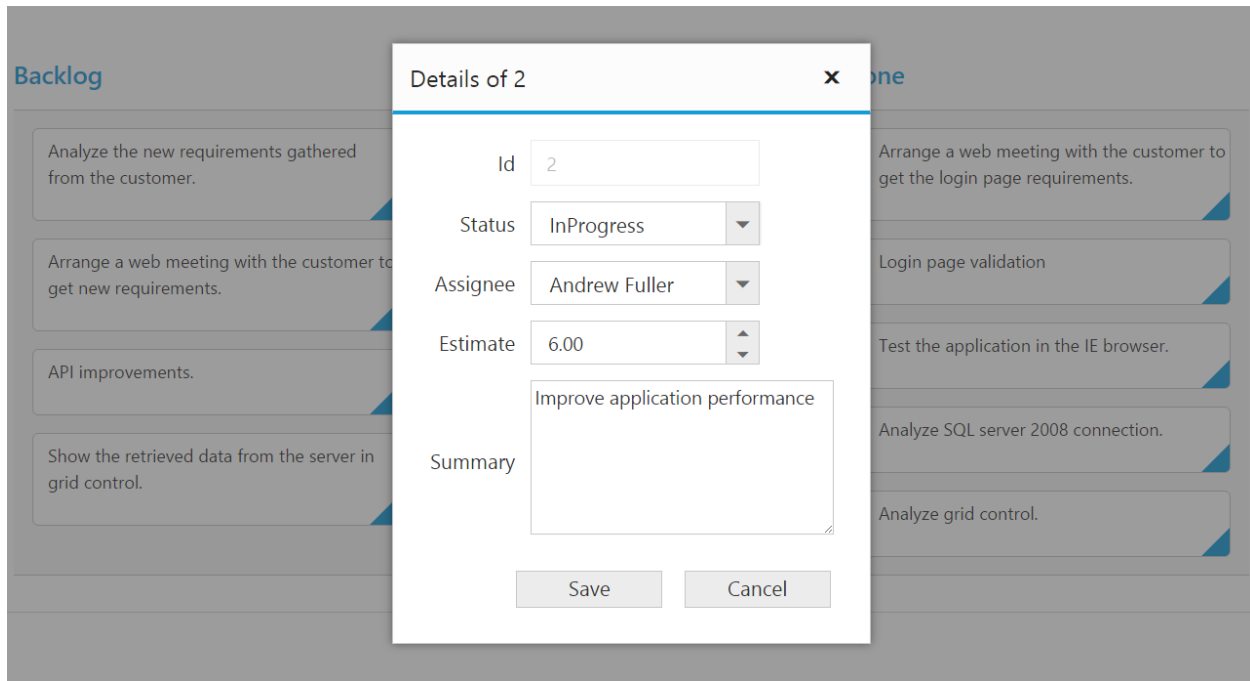 Backlog
Analyze the new requirements gathered
from the customer.
Arrange a web meeting with the customer to
get new requirements.
API improvements.
Show the retrieved data from the server in
grid control.
Details of 2
Id 2
Status InProgress
Assignee Andrew Fuller
Estimate 6.00
Summary Improve application performance
Save Cancel
one
Arrange a web meeting with the customer to
get the login page requirements.
Login page validation
Test the application in the IE browser.
Analyze SQL server 2008 connection.
Analyze grid control.